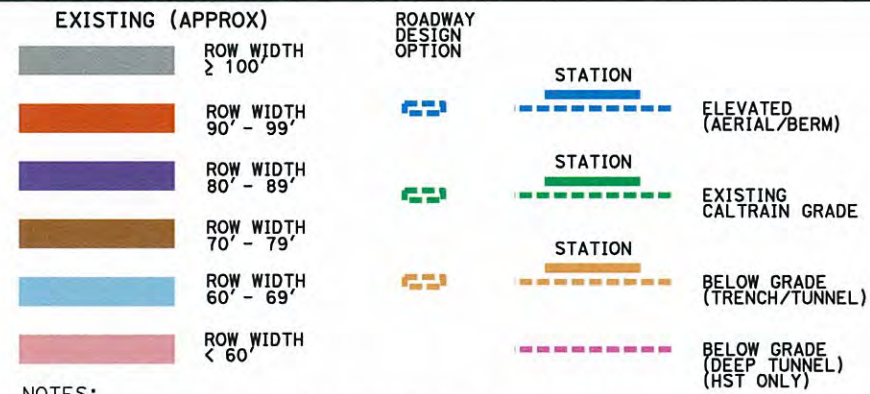 EXISTING (APPROX)
ROW WIDTH
≥ 100'
ROW WIDTH
90' - 99'
ROW WIDTH
80' - 89'
ROW WIDTH
70' - 79'
ROW WIDTH
60' - 69'
ROW WIDTH
< 60'
ROADWAY
DESIGN
OPTION
STATION
ELEVATED
(AERIAL/BERM)
STATION
EXISTING
CALTRAIN GRADE
STATION
BELOW GRADE
(TRENCH/TUNNEL)
BELOW GRADE
(DEEP TUNNEL)
(HST ONLY)
NOTES: